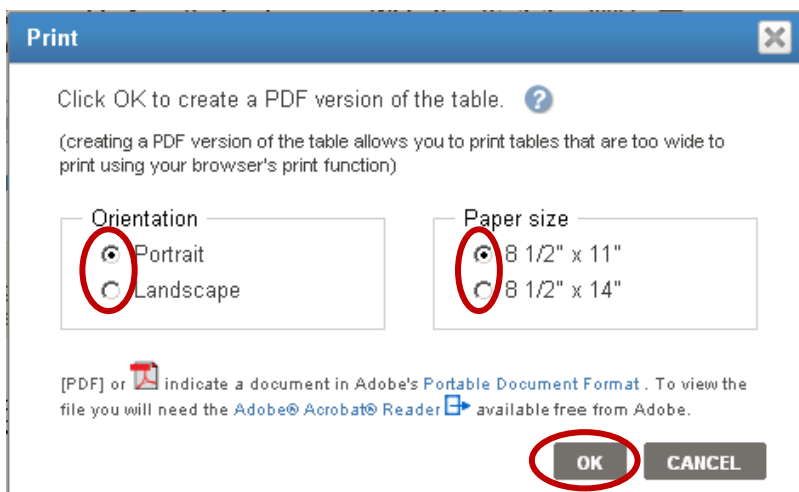 Print
Click OK to create a PDF version of the table. ?
(creating a PDF version of the table allows you to print tables that are too wide to
print using your browser's print function)
Orientation
Portrait
Landscape
Paper size
8 1/2" x 11"
8 1/2" x 14"
[PDF] or indicate a document in Adobe's Portable Document Format . To view the
file you will need the Adobe® Acrobat® Reader available free from Adobe.
OK CANCEL